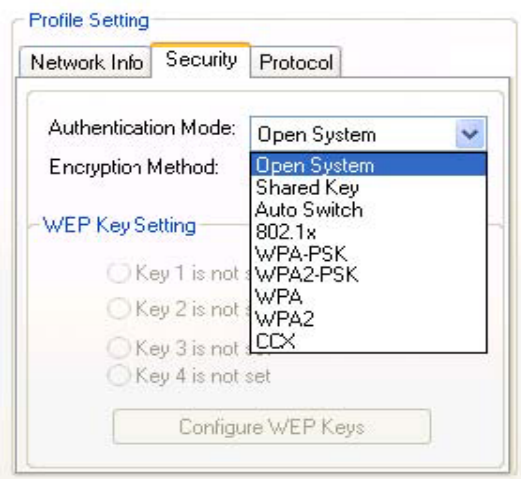 Profile Setting
Network Info Security Protocol
Authentication Mode: Open System
Encryption Method:
Open System
Shared Key
Auto Switch
802.1x
WPA-PSK
WPA2-PSK
WPA
WPA2
CCX
WEP Key Setting
Key 1 is not
Key 2 is not
Key 3 is not
Key 4 is not set
Configure WEP Keys